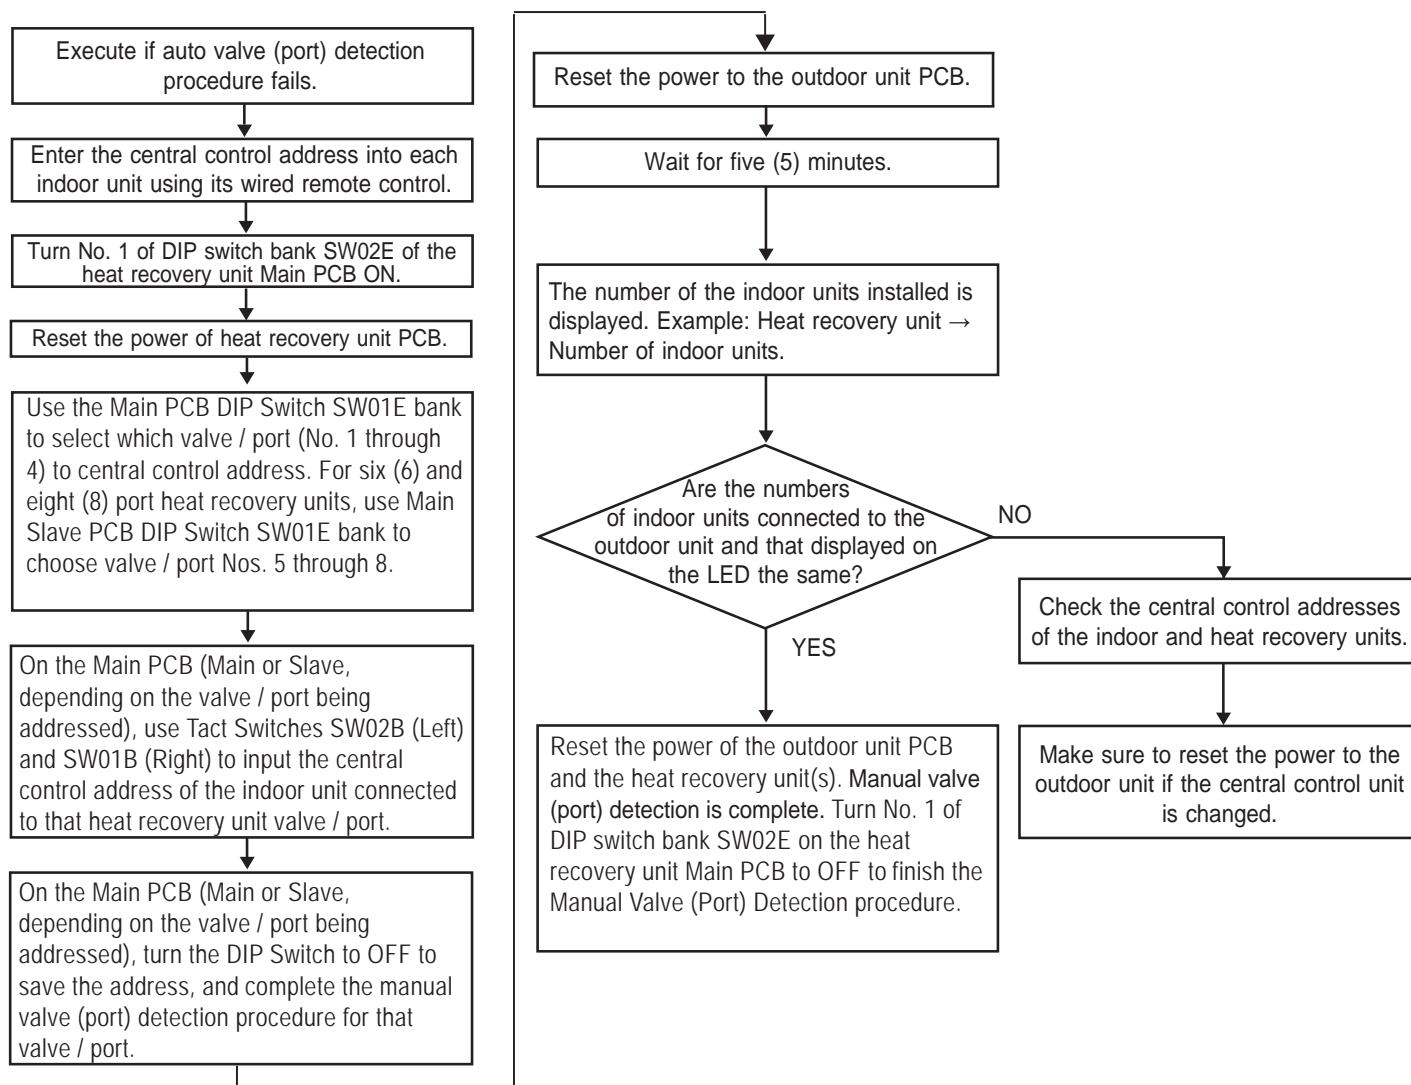 Execute if auto valve (port) detection
procedure fails.
Enter the central control address into each
indoor unit using its wired remote control.
Turn No. 1 of DIP switch bank SW02E of the
heat recovery unit Main PCB ON.
Reset the power of heat recovery unit PCB.
Use the Main PCB DIP Switch SW01E bank
to select which valve / port (No. 1 through
4) to central control address. For six (6) and
eight (8) port heat recovery units, use Main
Slave PCB DIP Switch SW01E bank to
choose valve / port Nos. 5 through 8.
On the Main PCB (Main or Slave,
depending on the valve / port being
addressed), use Tact Switches SW02B (Left)
and SW01B (Right) to input the central
control address of the indoor unit connected
to that heat recovery unit valve / port.
On the Main PCB (Main or Slave,
depending on the valve / port being
addressed), turn the DIP Switch to OFF to
save the address, and complete the manual
valve (port) detection procedure for that
valve / port.
Reset the power to the outdoor unit PCB.
Wait for five (5) minutes.
The number of the indoor units installed is
displayed. Example: Heat recovery unit →
Number of indoor units.
Are the numbers
of indoor units connected to the
outdoor unit and that displayed on
the LED the same?
NO
YES
Reset the power of the outdoor unit PCB
and the heat recovery unit(s). Manual valve
(port) detection is complete. Turn No. 1 of
DIP switch bank SW02E on the heat
recovery unit Main PCB to OFF to finish the
Manual Valve (Port) Detection procedure.
Check the central control addresses
of the indoor and heat recovery units.
Make sure to reset the power to the
outdoor unit if the central control unit
is changed.